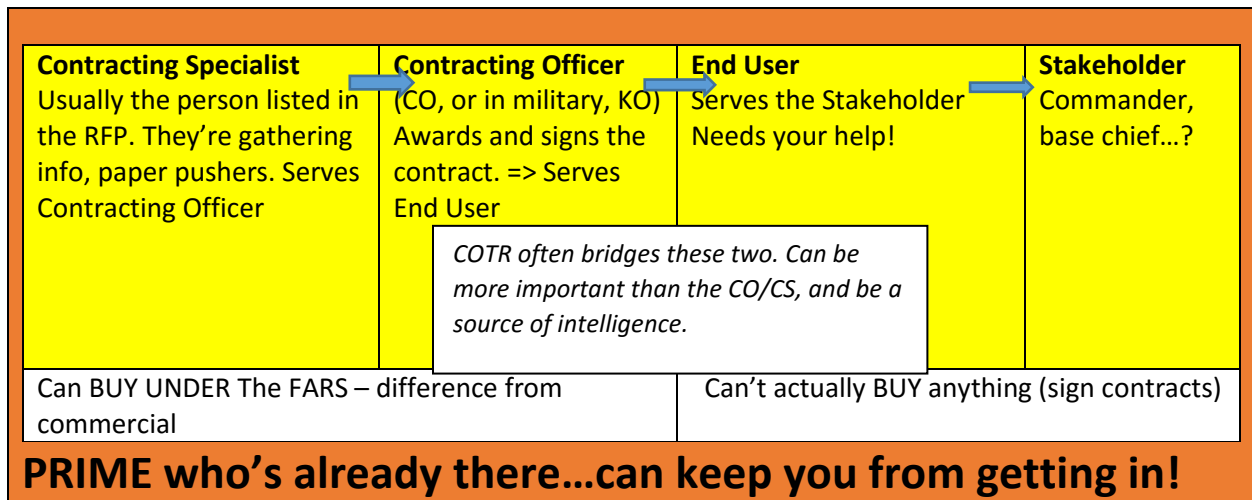 Contracting Specialist
Usually the person listed in
the RFP. They’re gathering
info, paper pushers. Serves
Contracting Officer
Contracting Officer
(CO, or in military, KO)
Awards and signs the
contract. => Serves
End User
End User
Serves the Stakeholder
Needs your help!
Stakeholder
Commander,
base chief…?
COTR often bridges these two. Can be
more important than the CO/CS, and be a
source of intelligence.
Can BUY UNDER The FARS – difference from
commercial
Can’t actually BUY anything (sign contracts)
PRIME who’s already there…can keep you from getting in!